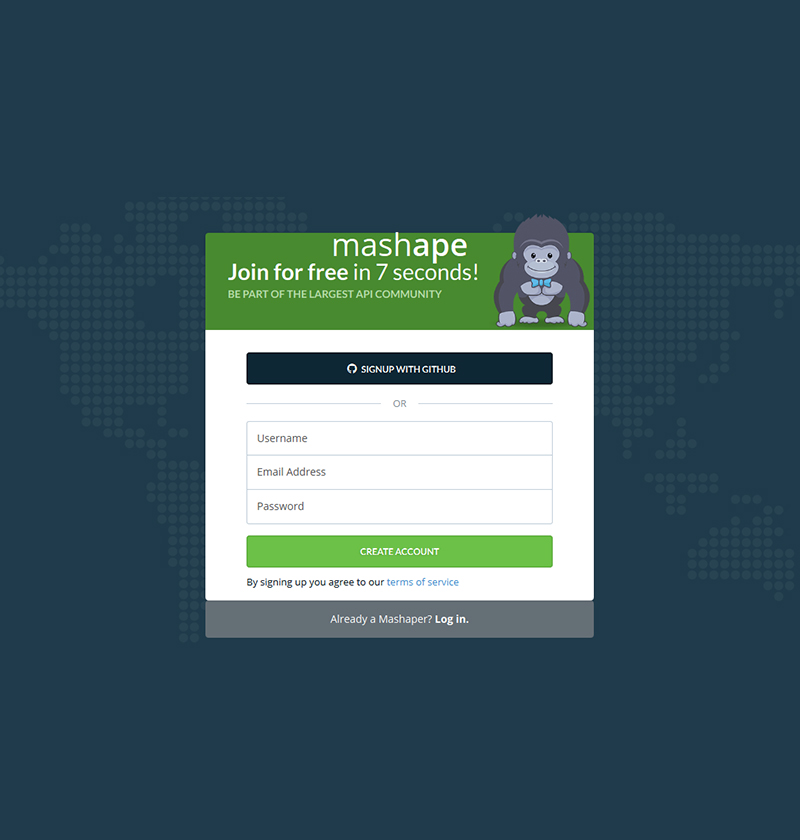 mashape
Join for free in 7 seconds!
BE PART OF THE LARGEST API COMMUNITY
SIGNUP WITH GITHUB
OR
Username
Email Address
Password
CREATE ACCOUNT
By signing up you agree to our terms of service
Already a Mashaper? Log in.